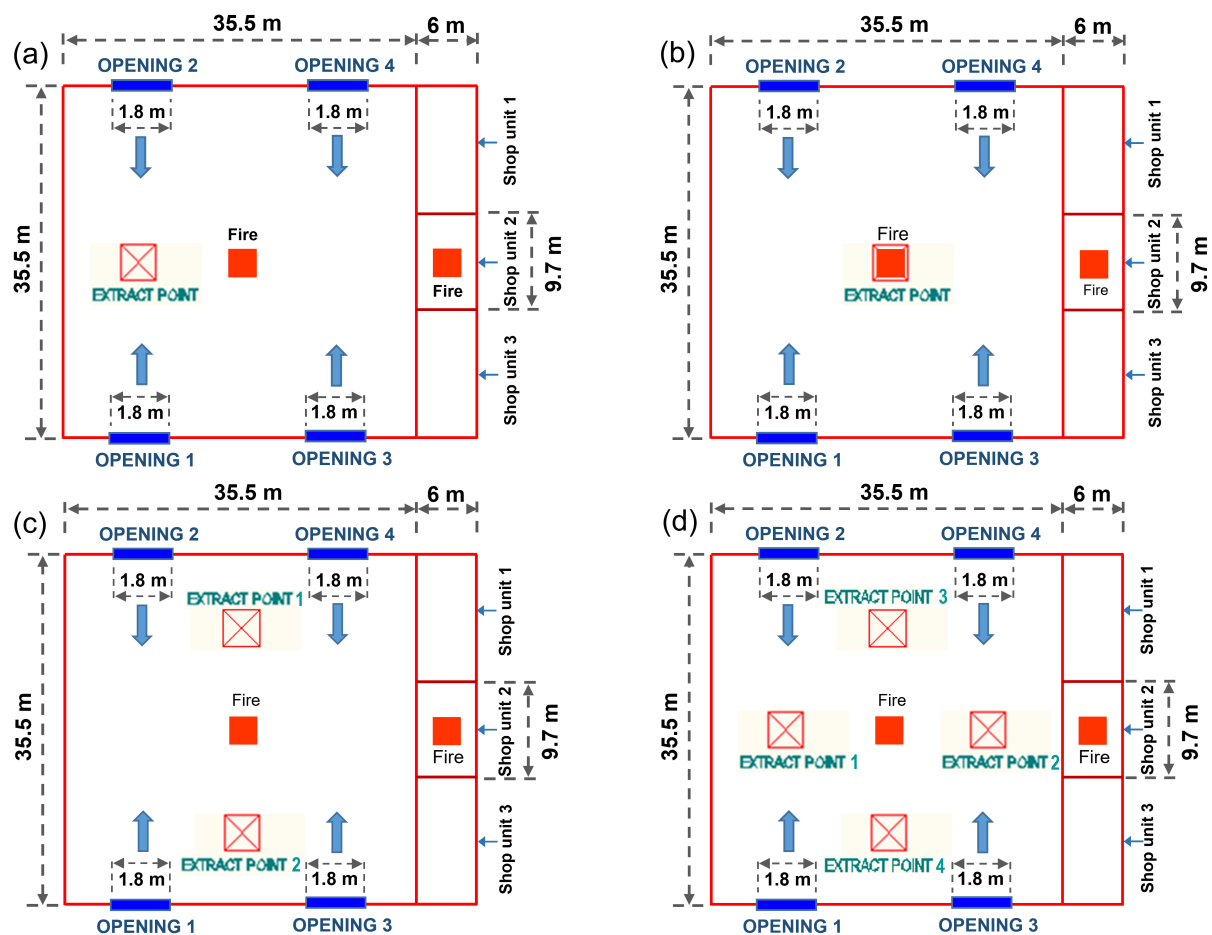 (a)
35.5 m
6 m
OPENING 2
OPENING 4
1.8 m
1.8 m
Shop unit 1
35.5 m
Fire
EXTRACT POINT
Fire
Shop unit 2
9.7 m
Shop unit 3
1.8 m
1.8 m
OPENING 1
OPENING 3
(b)
35.5 m
6 m
OPENING 2
OPENING 4
1.8 m
1.8 m
Shop unit 1
35.5 m
Fire
EXTRACT POINT
Fire
Shop unit 2
9.7 m
Shop unit 3
1.8 m
1.8 m
OPENING 1
OPENING 3
(c)
35.5 m
6 m
OPENING 2
OPENING 4
1.8 m
1.8 m
EXTRACT POINT 1
Shop unit 1
35.5 m
Fire
Fire
Shop unit 2
9.7 m
EXTRACT POINT 2
Shop unit 3
1.8 m
1.8 m
OPENING 1
OPENING 3
(d)
35.5 m
6 m
OPENING 2
OPENING 4
1.8 m
1.8 m
EXTRACT POINT 3
Shop unit 1
35.5 m
Fire
EXTRACT POINT 1
EXTRACT POINT 2
Fire
Shop unit 2
9.7 m
EXTRACT POINT 4
Shop unit 3
1.8 m
1.8 m
OPENING 1
OPENING 3